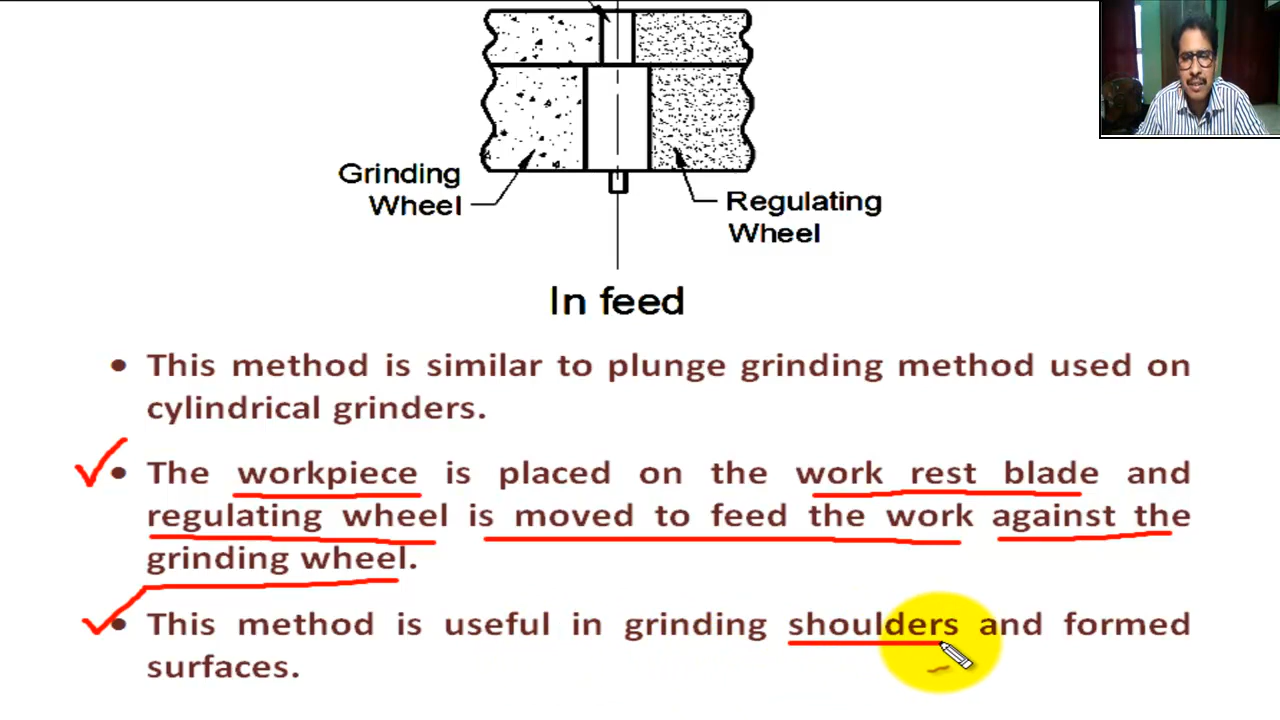 Grinding
Wheel
Regulating
Wheel
In feed
• This method is similar to plunge grinding method used on
cylindrical grinders.
• The workpiece is placed on the work rest blade and
regulating wheel is moved to feed the work against the
grinding wheel.
• This method is useful in grinding shoulders and formed
surfaces.